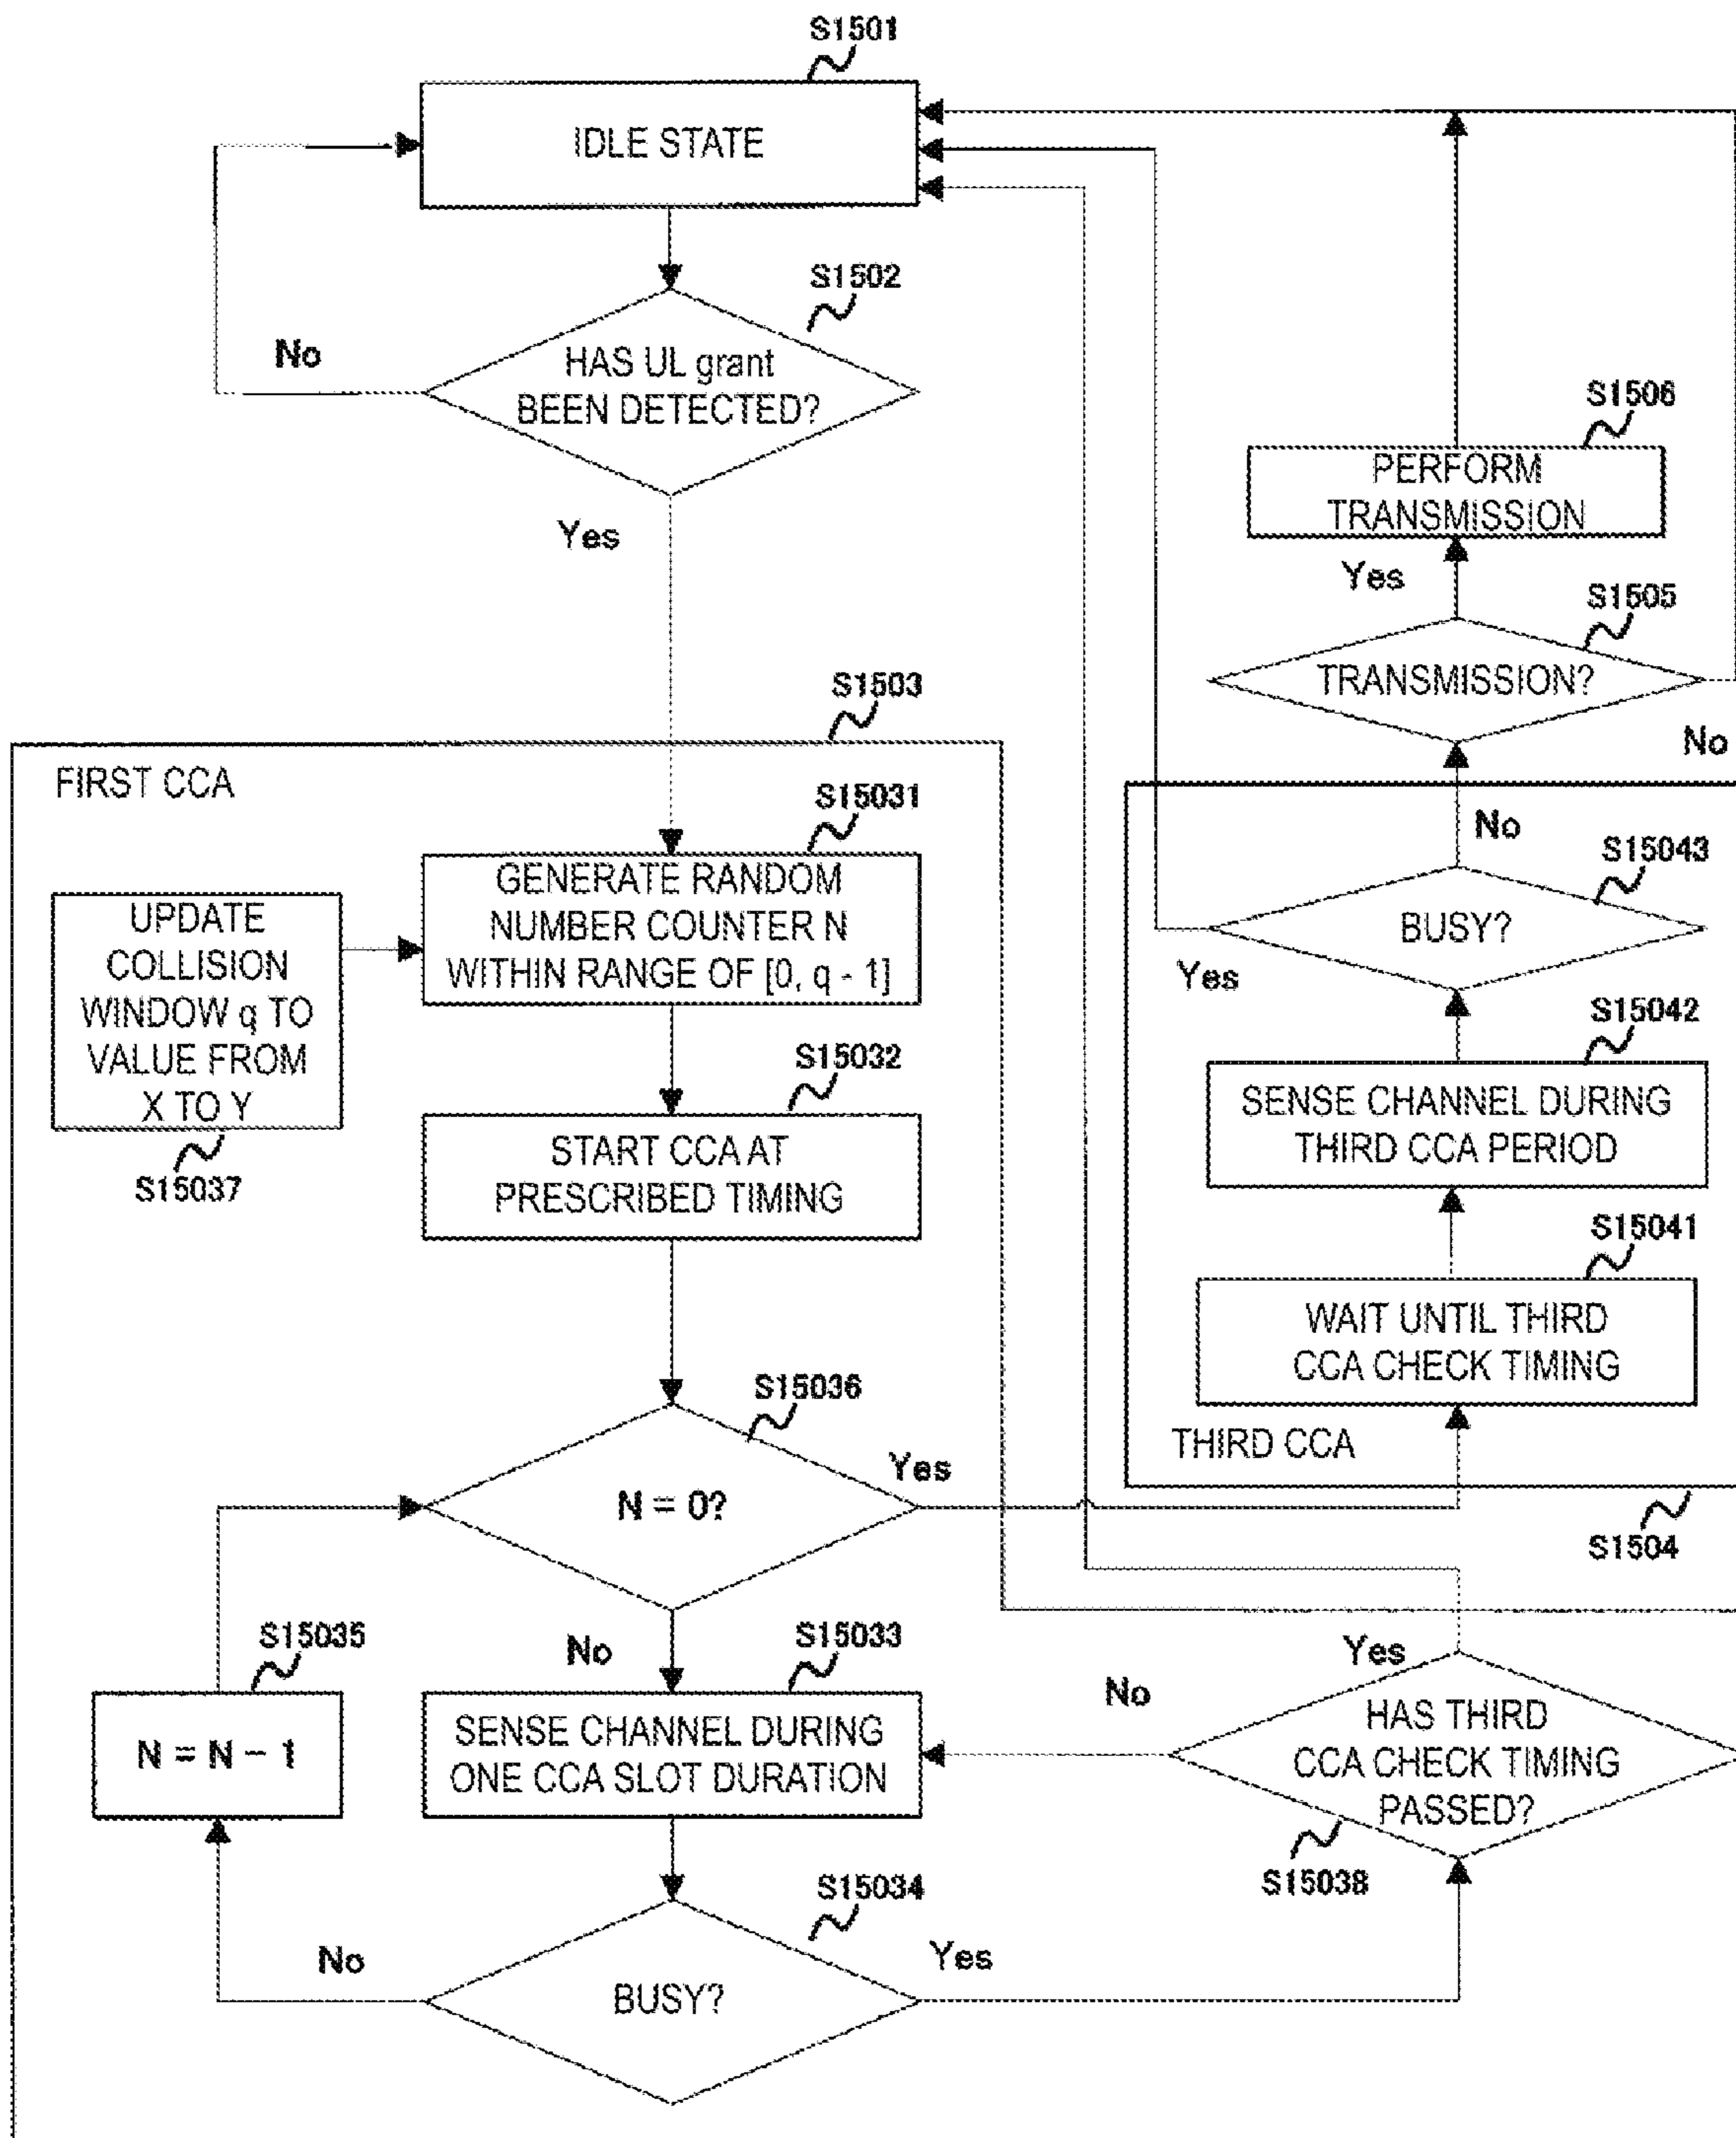 S1501
IDLE STATE
S1502
No
HAS UL grant
BEEN DETECTED?
Yes
S1506
PERFORM
TRANSMISSION
Yes
S1505
TRANSMISSION?
No
S1503
FIRST CCA
S15031
GENERATE RANDOM
NUMBER COUNTER N
WITHIN RANGE OF [0, q - 1]
UPDATE
COLLISION
WINDOW q TO
VALUE FROM
X TO Y
S15037
S15032
START CCA AT
PRESCRIBED TIMING
No
S15043
BUSY?
Yes
S15042
SENSE CHANNEL DURING
THIRD CCA PERIOD
S15041
WAIT UNTIL THIRD
CCA CHECK TIMING
THIRD CCA
S1504
S15036
N = 0?
Yes
No
S15035
N = N - 1
S15033
SENSE CHANNEL DURING
ONE CCA SLOT DURATION
No
Yes
HAS THIRD
CCA CHECK TIMING
PASSED?
S15038
S15034
No
BUSY?
Yes